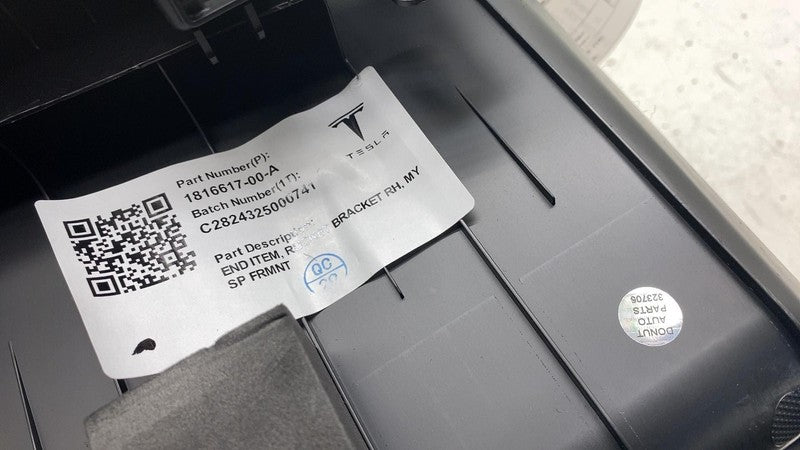 TESLA
Part Number(P):
1816617-00-A
Batch Number(1T):
C2824325000741
Part Description:
END ITEM, BRACKET RH, MY
SP FRMNT
QC
DONUT
AUTO
PARTS
323706